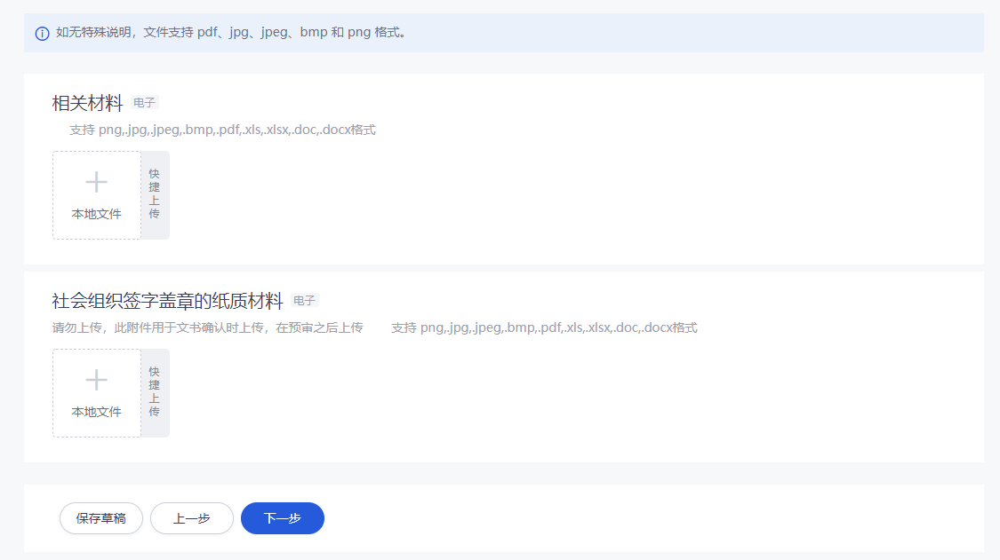 如无特殊说明，文件支持 pdf、jpg、jpeg、bmp 和 png 格式。
相关材料 电子
支持 png,.jpg,.jpeg,.bmp,.pdf,.xls,.xlsx,.doc,.docx格式
本地文件
快捷上传
社会组织签字盖章的纸质材料 电子
请勿上传，此附件用于文书确认时上传，在预审之后上传 支持 png,.jpg,.jpeg,.bmp,.pdf,.xls,.xlsx,.doc,.docx格式
本地文件
快捷上传
保存草稿 上一步 下一步